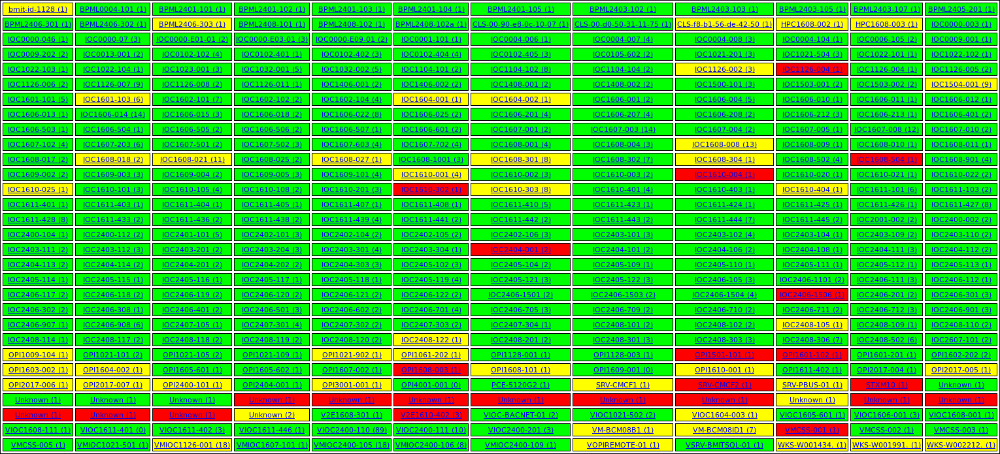 bmit-id-1128 (1) BPML0004-101 (1) BPML2401-101 (1) BPML2401-102 (1) BPML2401-103 (1) BPML2401-104 (1) BPML2401-105 (1) BPML2403-102 (1) BPML2403-103 (1) BPML2403-105 (1) BPML2403-107 (1) BPML2405-201 (1)
BPML2406-301 (1) BPML2406-302 (1) BPML2406-303 (1) BPML2408-101 (1) BPML2408-102 (1) BPML2408-102a (1) CLS-00-90-e8-0c-10-07 (1) CLS-00-d0-50-31-11-75 (1) CLS-f8-b1-56-de-42-50 (1) HPC1608-002 (1) HPC1608-003 (1) IOC0000-003 (1)
IOC0000-046 (1) IOC0000-07 (3) IOC0000-E01-01 (2) IOC0000-E03-01 (3) IOC0000-E09-01 (2) IOC0001-101 (1) IOC0004-006 (1) IOC0004-007 (4) IOC0004-008 (3) IOC0004-104 (1) IOC0006-105 (2) IOC0009-001 (1)
IOC0009-202 (2) IOC0013-001 (2) IOC0102-102 (4) IOC0102-401 (1) IOC0102-402 (3) IOC0102-404 (4) IOC0102-405 (3) IOC0105-602 (2) IOC1021-201 (3) IOC1021-504 (3) IOC1022-101 (1) IOC1022-102 (1)
IOC1022-103 (1) IOC1022-104 (1) IOC1023-001 (3) IOC1032-001 (5) IOC1032-002 (5) IOC1104-101 (2) IOC1104-102 (8) IOC1104-104 (2) IOC1126-002 (3) IOC1126-004 (1) IOC1126-004 (1) IOC1126-005 (2)
IOC1126-006 (2) IOC1126-007 (9) IOC1126-008 (2) IOC1126-011 (1) IOC1406-001 (2) IOC1406-002 (2) IOC1408-001 (2) IOC1408-002 (2) IOC1500-101 (3) IOC1503-001 (2) IOC1503-002 (2) IOC1504-001 (9)
IOC1601-101 (5) IOC1601-103 (6) IOC1602-101 (7) IOC1602-102 (2) IOC1602-104 (4) IOC1604-001 (1) IOC1604-002 (1) IOC1606-001 (2) IOC1606-004 (5) IOC1606-010 (1) IOC1606-011 (1) IOC1606-012 (1)
IOC1606-013 (1) IOC1606-014 (14) IOC1606-015 (3) IOC1606-018 (2) IOC1606-022 (8) IOC1606-025 (2) IOC1606-201 (4) IOC1606-207 (4) IOC1606-208 (2) IOC1606-212 (3) IOC1606-213 (1) IOC1606-401 (2)
IOC1606-503 (1) IOC1606-504 (1) IOC1606-505 (2) IOC1606-506 (2) IOC1606-507 (1) IOC1606-601 (2) IOC1607-001 (2) IOC1607-003 (14) IOC1607-004 (2) IOC1607-005 (1) IOC1607-008 (12) IOC1607-010 (2)
IOC1607-102 (4) IOC1607-203 (6) IOC1607-501 (2) IOC1607-502 (3) IOC1607-603 (4) IOC1607-702 (4) IOC1608-001 (4) IOC1608-004 (3) IOC1608-008 (13) IOC1608-009 (1) IOC1608-010 (1) IOC1608-011 (1)
IOC1608-017 (2) IOC1608-018 (2) IOC1608-021 (11) IOC1608-025 (2) IOC1608-027 (1) IOC1608-1001 (3) IOC1608-301 (8) IOC1608-302 (7) IOC1608-304 (1) IOC1608-502 (4) IOC1608-504 (1) IOC1608-901 (4)
IOC1609-002 (2) IOC1609-003 (3) IOC1609-004 (2) IOC1609-005 (3) IOC1609-101 (4) IOC1610-001 (4) IOC1610-002 (3) IOC1610-003 (2) IOC1610-004 (1) IOC1610-020 (1) IOC1610-021 (1) IOC1610-022 (2)
IOC1610-025 (1) IOC1610-101 (3) IOC1610-105 (4) IOC1610-108 (2) IOC1610-201 (3) IOC1610-302 (1) IOC1610-303 (8) IOC1610-401 (4) IOC1610-403 (1) IOC1610-404 (1) IOC1611-101 (6) IOC1611-103 (2)
IOC1611-401 (1) IOC1611-403 (1) IOC1611-404 (1) IOC1611-405 (1) IOC1611-407 (1) IOC1611-408 (1) IOC1611-410 (5) IOC1611-423 (1) IOC1611-424 (1) IOC1611-425 (1) IOC1611-426 (1) IOC1611-427 (8)
IOC1611-428 (8) IOC1611-433 (2) IOC1611-436 (2) IOC1611-438 (2) IOC1611-439 (4) IOC1611-441 (2) IOC1611-442 (2) IOC1611-443 (2) IOC1611-444 (7) IOC1611-445 (2) IOC2001-002 (2) IOC2400-002 (2)
IOC2400-104 (1) IOC2400-112 (2) IOC2401-101 (5) IOC2402-101 (3) IOC2402-104 (2) IOC2402-105 (2) IOC2402-106 (3) IOC2403-101 (3) IOC2403-102 (4) IOC2403-104 (1) IOC2403-109 (2) IOC2403-110 (2)
IOC2403-111 (2) IOC2403-112 (3) IOC2403-201 (2) IOC2403-204 (3) IOC2403-301 (4) IOC2403-304 (1) IOC2404-001 (2) IOC2404-101 (2) IOC2404-106 (2) IOC2404-108 (1) IOC2404-111 (3) IOC2404-112 (2)
IOC2404-113 (2) IOC2404-114 (2) IOC2404-201 (2) IOC2404-202 (2) IOC2404-303 (3) IOC2405-102 (3) IOC2405-104 (2) IOC2405-109 (1) IOC2405-110 (1) IOC2405-111 (1) IOC2405-112 (1) IOC2405-113 (1)
IOC2405-114 (1) IOC2405-115 (1) IOC2405-116 (1) IOC2405-117 (1) IOC2405-118 (1) IOC2405-119 (4) IOC2405-121 (3) IOC2405-122 (3) IOC2406-105 (3) IOC2406-1101 (2) IOC2406-111 (3) IOC2406-112 (1)
IOC2406-117 (2) IOC2406-118 (2) IOC2406-119 (2) IOC2406-120 (2) IOC2406-121 (2) IOC2406-122 (2) IOC2406-1501 (2) IOC2406-1503 (2) IOC2406-1504 (4) IOC2406-1506 (1) IOC2406-201 (2) IOC2406-301 (3)
IOC2406-302 (2) IOC2406-308 (1) IOC2406-401 (2) IOC2406-501 (3) IOC2406-602 (2) IOC2406-701 (4) IOC2406-705 (3) IOC2406-709 (2) IOC2406-710 (2) IOC2406-711 (2) IOC2406-712 (3) IOC2406-901 (3)
IOC2406-907 (1) IOC2406-908 (6) IOC2407-105 (1) IOC2407-301 (4) IOC2407-302 (2) IOC2407-303 (2) IOC2407-304 (1) IOC2408-101 (2) IOC2408-102 (2) IOC2408-105 (1) IOC2408-109 (1) IOC2408-110 (2)
IOC2408-114 (1) IOC2408-117 (2) IOC2408-118 (2) IOC2408-119 (2) IOC2408-120 (2) IOC2408-122 (1) IOC2408-201 (2) IOC2408-301 (3) IOC2408-303 (3) IOC2408-306 (7) IOC2408-502 (6) IOC2607-101 (2)
OPI1009-104 (1) OPI1021-101 (2) OPI1021-105 (2) OPI1021-109 (1) OPI1021-902 (1) OPI1061-202 (1) OPI1128-001 (1) OPI1128-003 (1) OPI1501-101 (1) OPI1601-102 (1) OPI1601-201 (1) OPI1602-202 (2)
OPI1603-002 (1) OPI1604-002 (1) OPI1605-601 (1) OPI1605-602 (1) OPI1607-002 (1) OPI1608-003 (1) OPI1608-101 (1) OPI1609-001 (0) OPI1610-001 (1) OPI1611-402 (1) OPI2017-004 (1) OPI2017-005 (1)
OPI2017-006 (1) OPI2017-007 (1) OPI2400-101 (1) OPI2404-001 (1) OPI3001-001 (1) OPI4001-001 (0) PCE-5120G2 (1) SRV-CMCF1 (1) SRV-CMCF2 (1) SRV-PBUS-01 (1) STXM10 (1) Unknown (1)
Unknown (1) Unknown (1) Unknown (1) Unknown (1) Unknown (1) Unknown (1) Unknown (1) Unknown (1) Unknown (1) Unknown (1) Unknown (1) Unknown (1)
Unknown (1) Unknown (1) Unknown (1) Unknown (2) V2E1608-301 (1) V2E1610-402 (3) VIOC-BACNET-01 (2) VIOC1021-502 (2) VIOC1604-003 (1) VIOC1605-601 (1) VIOC1606-001 (3) VIOC1608-001 (1)
VIOC1608-111 (1) VIOC1611-401 (0) VIOC1611-402 (3) VIOC1611-446 (1) VIOC2400-110 (89) VIOC2400-111 (10) VIOC2400-201 (3) VM-BCM08B1 (1) VM-BCM08ID1 (7) VMCSS-001 (1) VMCSS-002 (1) VMCSS-003 (1)
VMCSS-005 (1) VMIOC1021-501 (1) VMIOC1126-001 (18) VMIOC1607-101 (1) VMIOC2400-105 (18) VMIOC2400-106 (8) VMIOC2400-109 (1) VOPIREMOTE-01 (1) VSRV-BMITSQL-01 (1) WKS-W001434. (1) WKS-W001991. (1) WKS-W002212. (1)